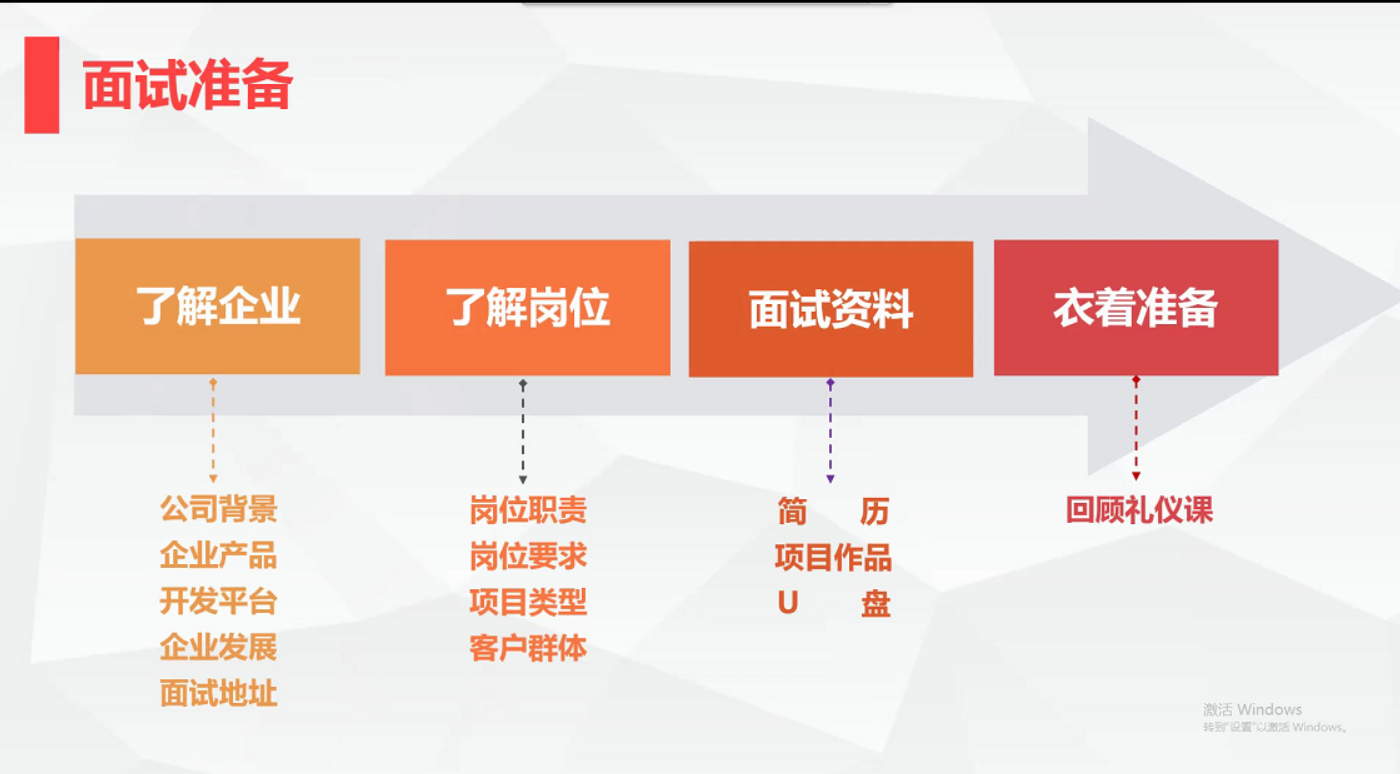 面试准备
了解企业
了解岗位
面试资料
衣着准备
公司背景
企业产品
开发平台
企业发展
面试地址
岗位职责
岗位要求
项目类型
客户群体
简 历
项目作品
U 盘
回顾礼仪课
激活 Windows
转到“设置”以激活 Windows。